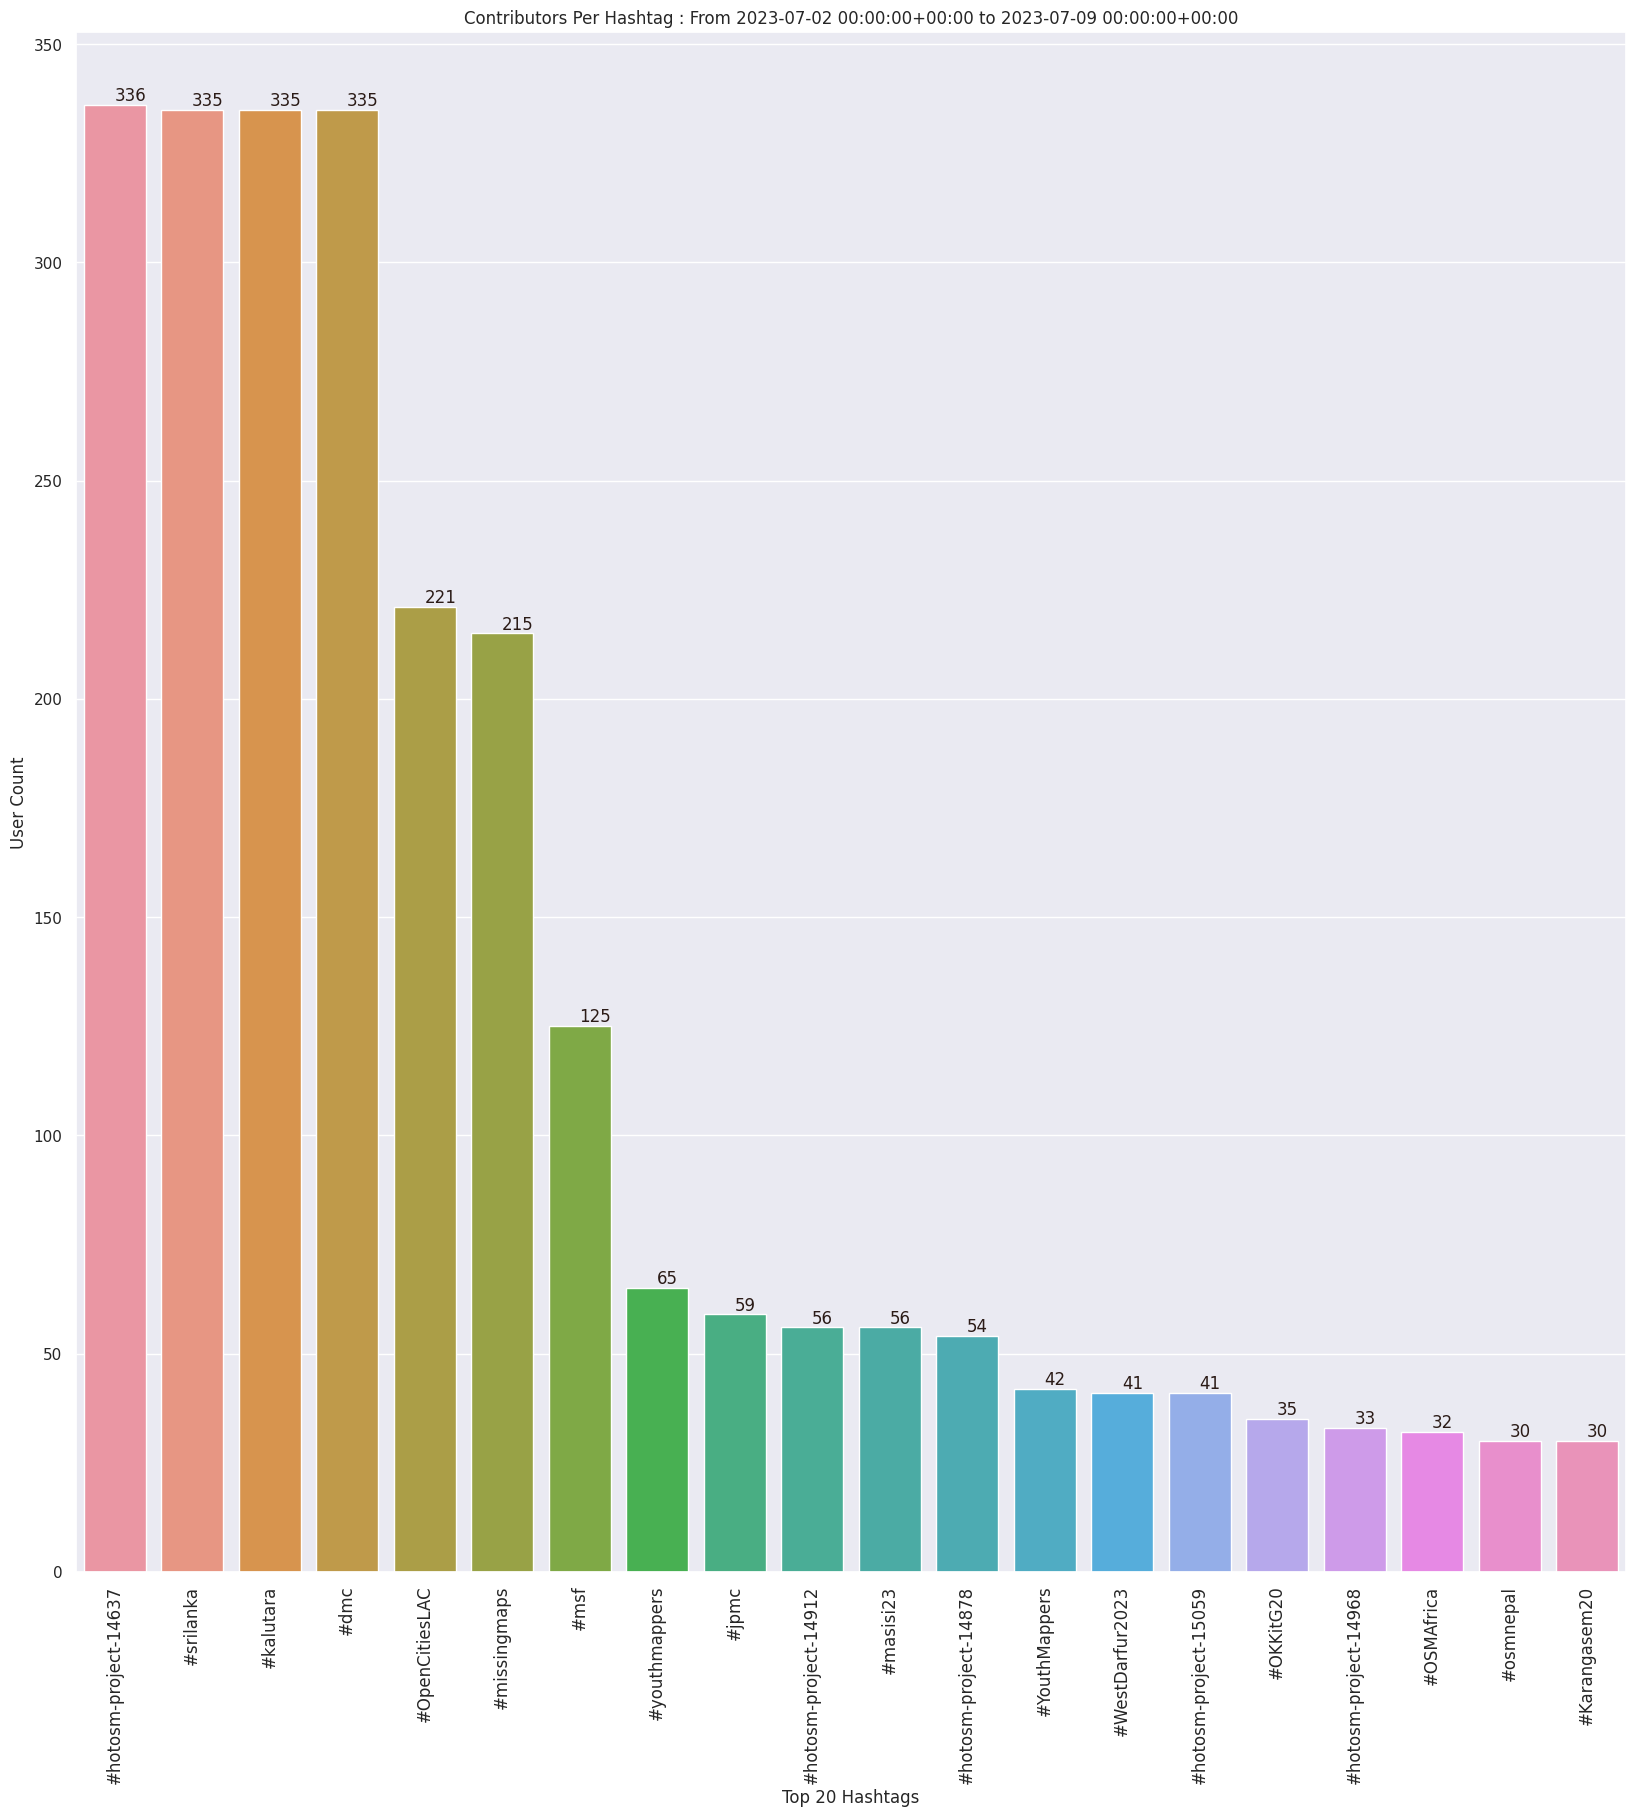 Contributors Per Hashtag : From 2023-07-02 00:00:00+00:00 to 2023-07-09 00:00:00+00:00
350
300
250
200
150
100
50
0
User Count
336
335
335
335
221
215
125
65
59
56
56
54
42
41
41
35
33
32
30
30
#hotosm-project-14637
#srilanka
#kalutara
#dmc
#OpenCitiesLAC
#missingmaps
#msf
#youthmappers
#jpmc
#hotosm-project-14912
#masisi23
#hotosm-project-14878
#YouthMappers
#WestDarfur2023
#hotosm-project-15059
#OKKitG20
#hotosm-project-14968
#OSMAfrica
#osmnepal
#Karangasem20
Top 20 Hashtags